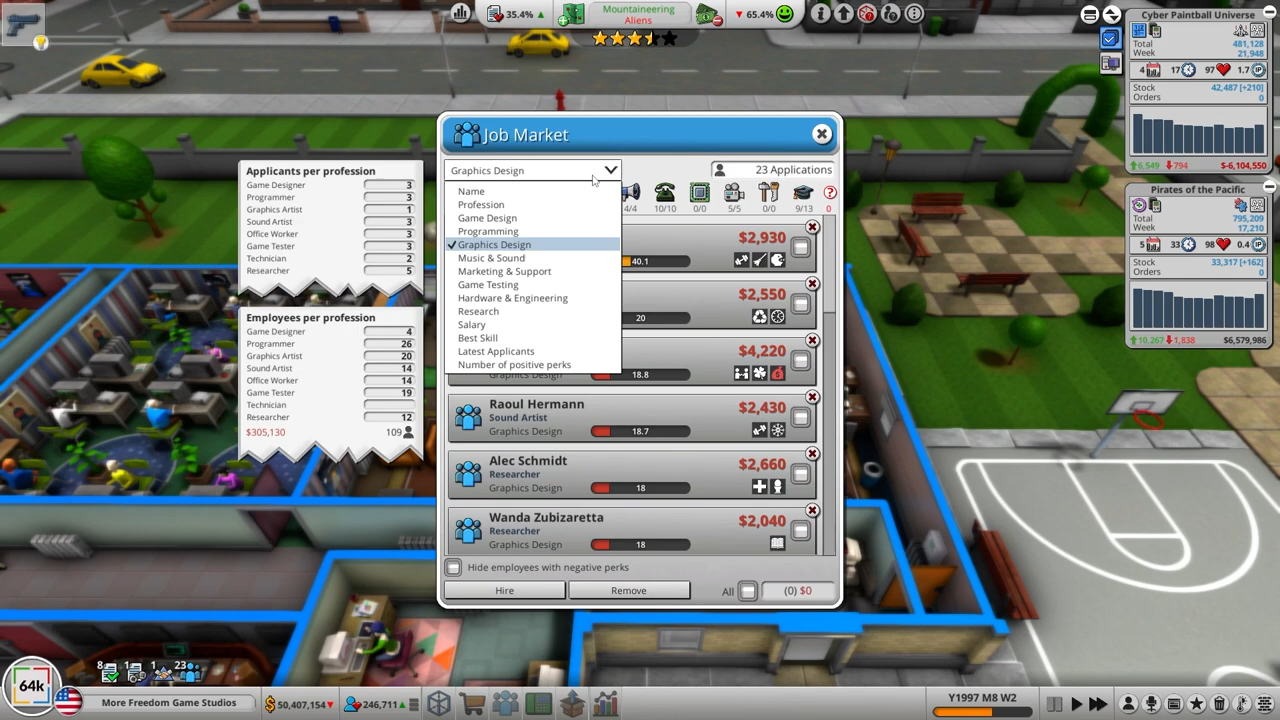 35.4%
Mountaineering
Aliens
65.4%
Cyber Paintball Universe
Total 481,128
Week 21,948
4 17 97 1.7
Stock 42,487 [+210]
Orders 0
6,549 794 $-6,104,550
Pirates of the Pacific
Total 795,209
Week 17,210
5 33 98 0.4
Stock 33,317 [+162]
Orders 0
10,267 1,838 $6,579,986
Applicants per profession
Game Designer 3
Programmer 3
Graphics Artist 1
Sound Artist 3
Office Worker 3
Game Tester 3
Technician 2
Researcher 5
Employees per profession
Game Designer 4
Programmer 26
Graphics Artist 20
Sound Artist 14
Office Worker 14
Game Tester 19
Technician
Researcher 12
$305,130 109
Job Market
Graphics Design
23 Applications
4/4 10/10 0/0 5/5 0/0 9/13 0
Name
Profession
Game Design
Programming
Graphics Design
Music & Sound
Marketing & Support
Game Testing
Hardware & Engineering
Research
Salary
Best Skill
Latest Applicants
Number of positive perks
$2,930
40.1
$2,550
20
$4,220
Graphics Design 18.8
Raoul Hermann
Sound Artist
$2,430
Graphics Design 18.7
Alec Schmidt
Researcher
$2,660
Graphics Design 18
Wanda Zubizaretta
Researcher
$2,040
Graphics Design 18
Hide employees with negative perks
Hire
Remove
All
(0) $0
8 1 1 23
64k
More Freedom Game Studios
$50,407,154
246,711
Y1997 M8 W2